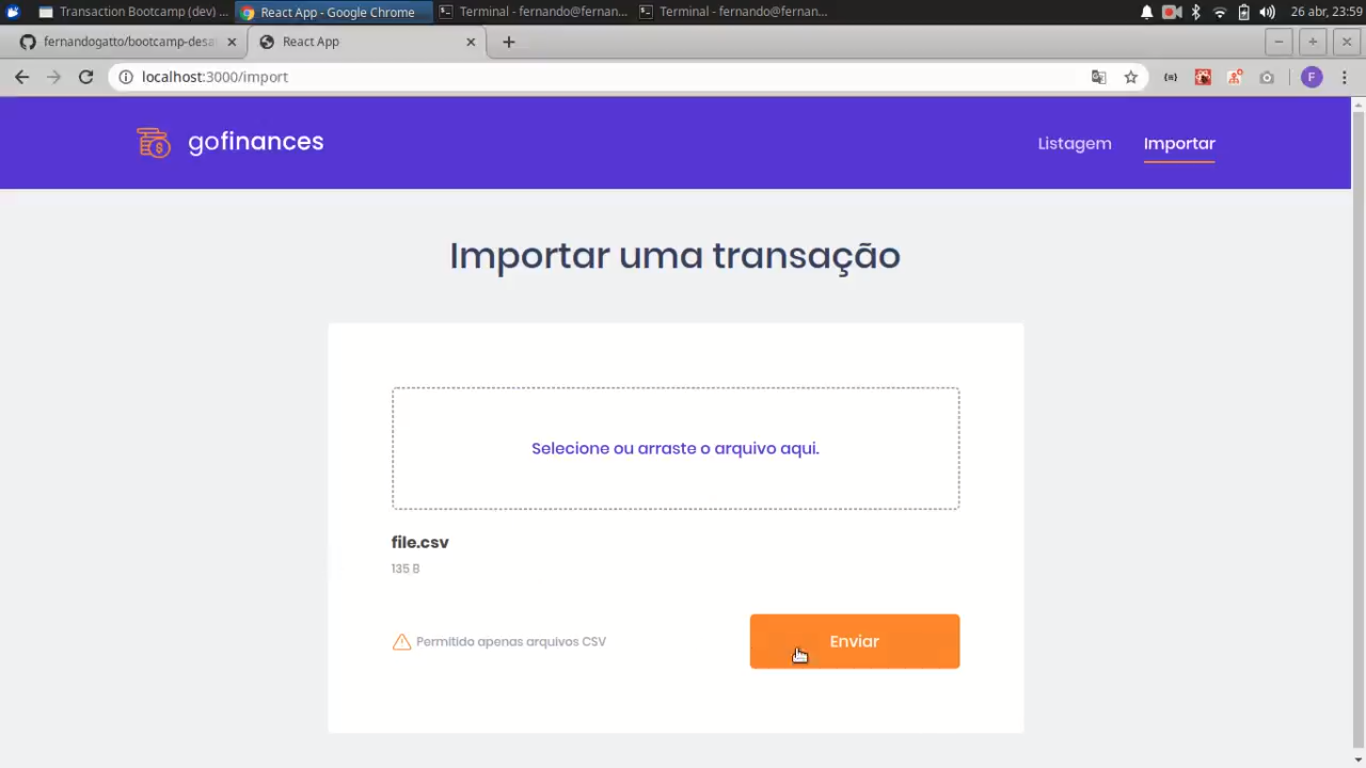 Transaction Bootcamp (dev) ...
React App - Google Chrome
Terminal - fernando@fernan...
Terminal - fernando@fernan...
26 abr, 23:59
fernandogatto/bootcamp-desa
React App
localhost:3000/import
F
gofinances
Listagem
Importar
Importar uma transação
Selecione ou arraste o arquivo aqui.
file.csv
135 B
Permitido apenas arquivos CSV
Enviar